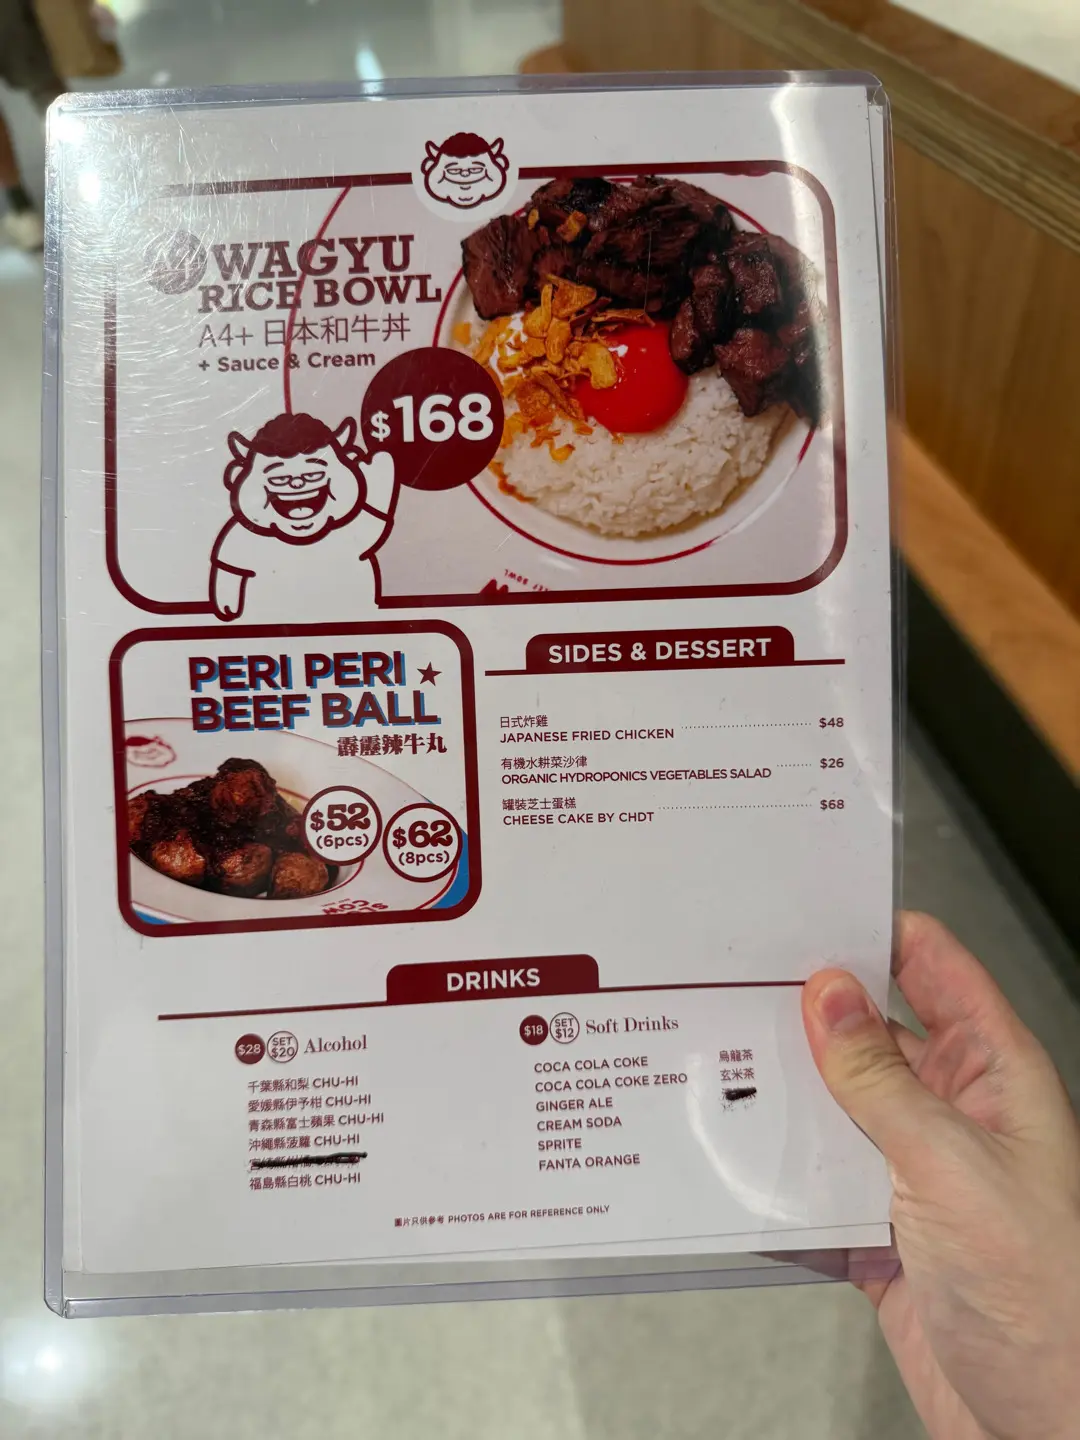 WAGYU
RICE BOWL
A4+ 日本和牛丼
+ Sauce & Cream
$168
PERI PERI
BEEF BALL
霹靂辣牛丸
$52
(6pcs)
$62
(8pcs)
SIDES & DESSERT
日式炸雞
JAPANESE FRIED CHICKEN $48
有機水耕菜沙律
ORGANIC HYDROPONICS VEGETABLES SALAD $26
罐裝芝士蛋糕
CHEESE CAKE BY CHDT $68
DRINKS
$28 SET $20 Alcohol
千葉縣和梨 CHU-HI
愛媛縣伊予柑 CHU-HI
青森縣富士蘋果 CHU-HI
沖繩縣菠蘿 CHU-HI
福島縣白桃 CHU-HI
$18 SET $12 Soft Drinks
COCA COLA COKE
COCA COLA COKE ZERO
GINGER ALE
CREAM SODA
SPRITE
FANTA ORANGE
烏龍茶
玄米茶
圖片只供參考 PHOTOS ARE FOR REFERENCE ONLY